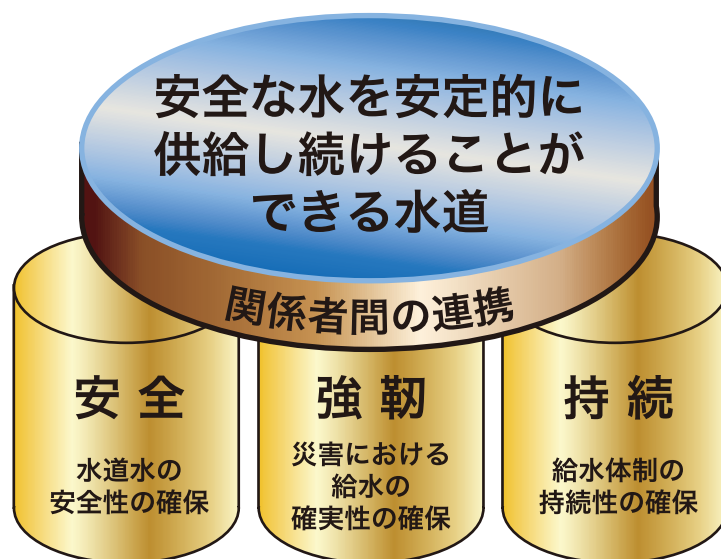 安全な水を安定的に
供給し続けることが
できる水道
関係者間の連携
安全
水道水の
安全性の確保
強靭
災害における
給水の
確実性の確保
持続
給水体制の
持続性の確保